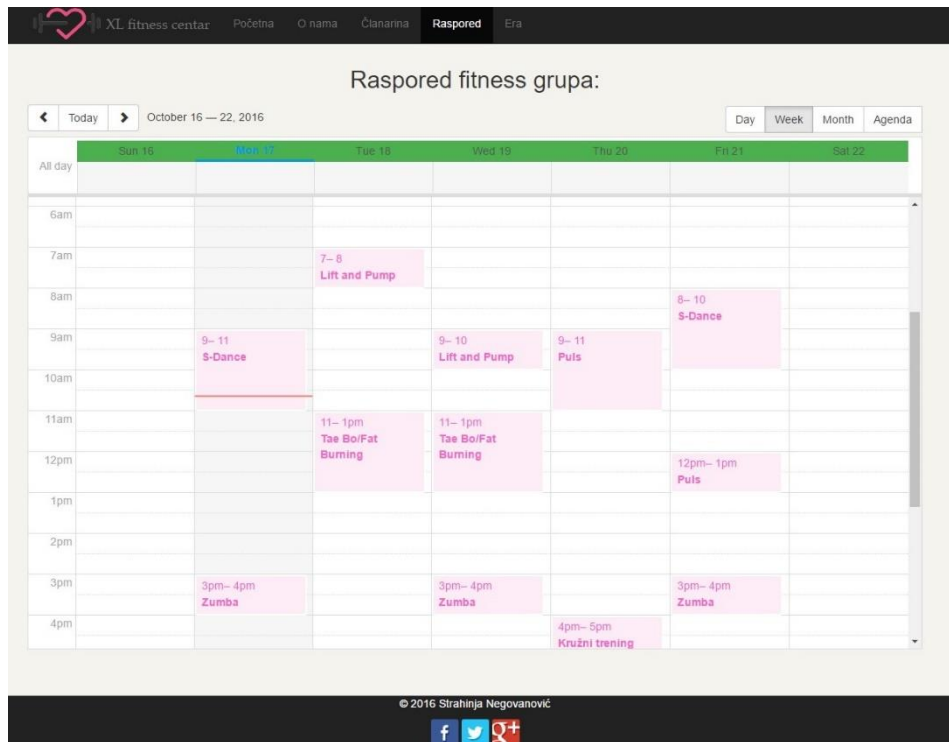 XL fitness centar Početna O nama Članarina Raspored Era
Raspored fitness grupa:
Today October 16 — 22, 2016 Day Week Month Agenda
Sun 16 Mon 17 Tue 18 Wed 19 Thu 20 Fri 21 Sat 22
All day
6am
7am
7– 8
Lift and Pump
8am
8– 10
S-Dance
9am
9– 11
S-Dance
9– 10
Lift and Pump
9– 11
Puls
10am
11am
11– 1pm
Tae Bo/Fat
Burning
11– 1pm
Tae Bo/Fat
Burning
12pm
12pm– 1pm
Puls
1pm
2pm
3pm
3pm– 4pm
Zumba
3pm– 4pm
Zumba
3pm– 4pm
Zumba
4pm
4pm– 5pm
Kružni trening
© 2016 Strahinja Negovanović
f
g+